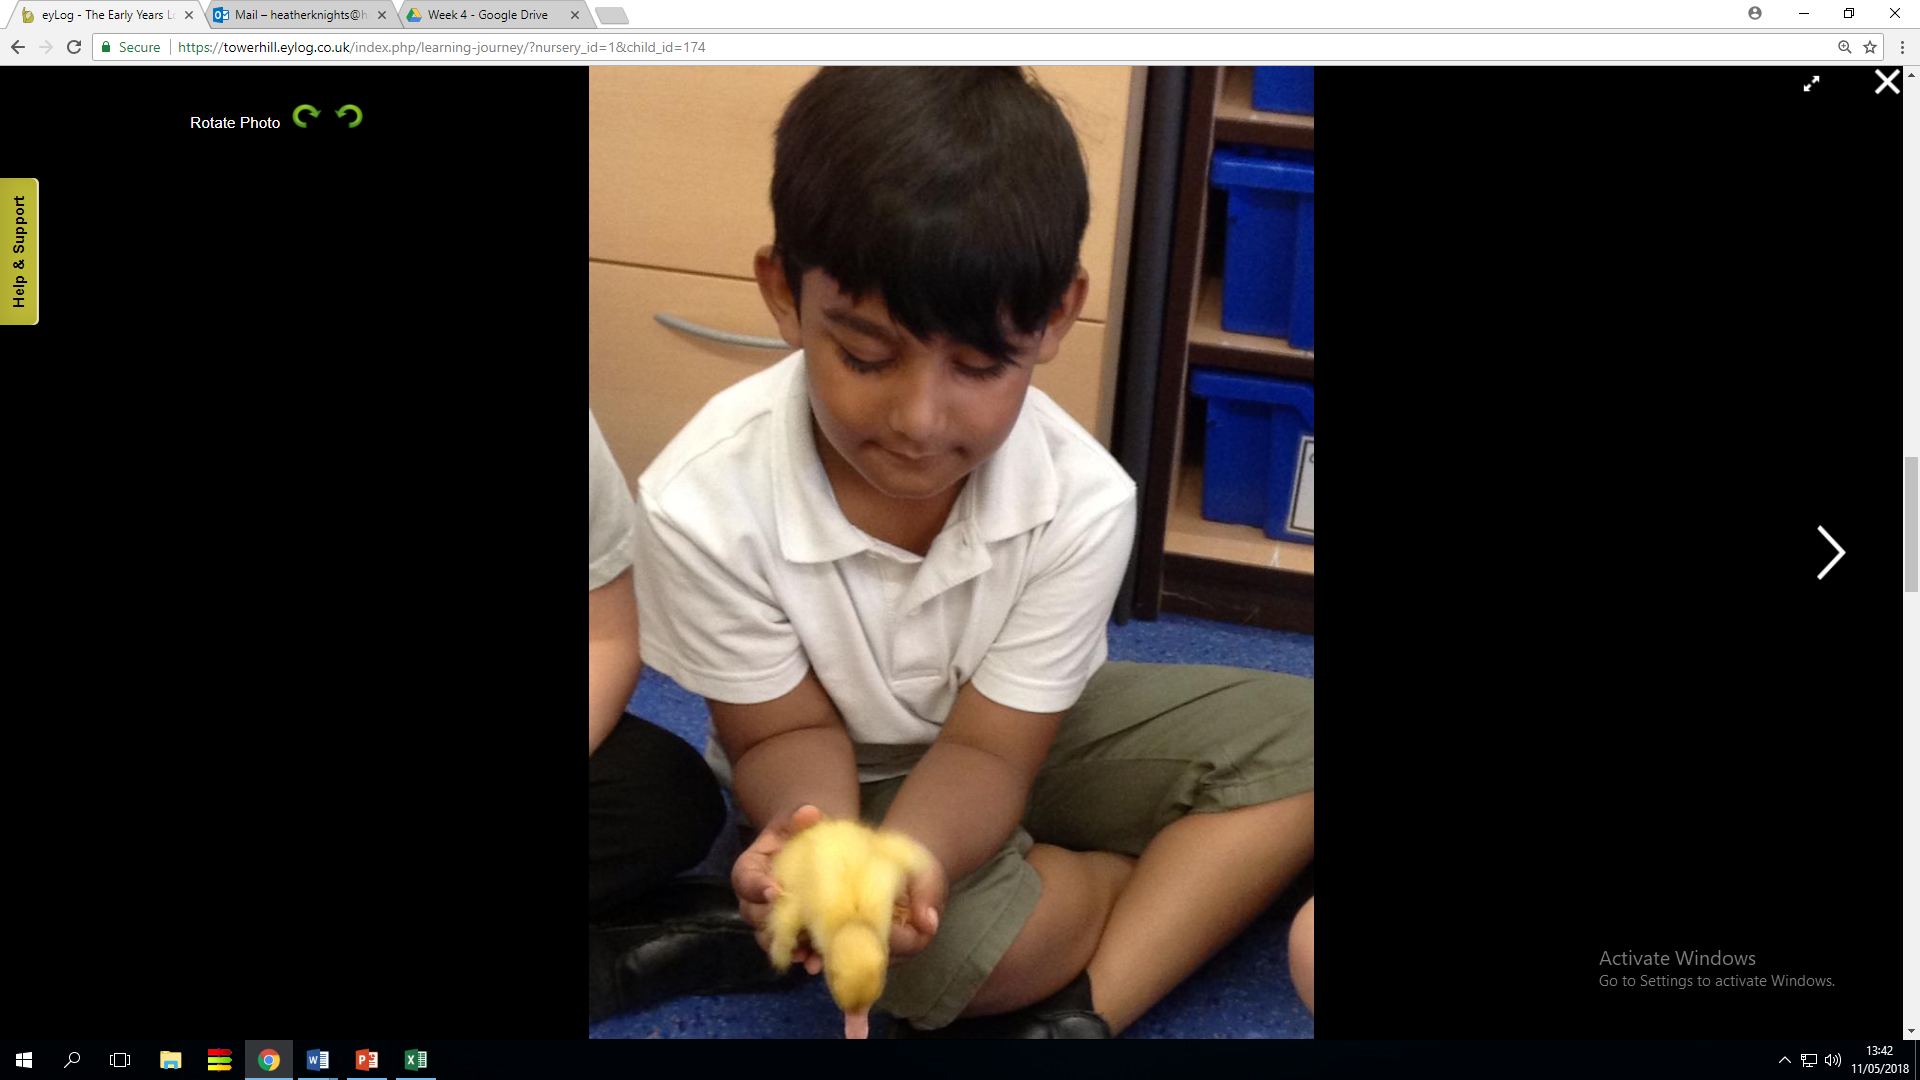 eyLog - The Early Years Lo
Mail – heatherknights@h
Week 4 - Google Drive
Secure
https://towerhill.eylog.co.uk/index.php/learning-journey/?nursery_id=1&child_id=174
Rotate Photo
Help & Support
Activate Windows
Go to Settings to activate Windows.
13:42
11/05/2018